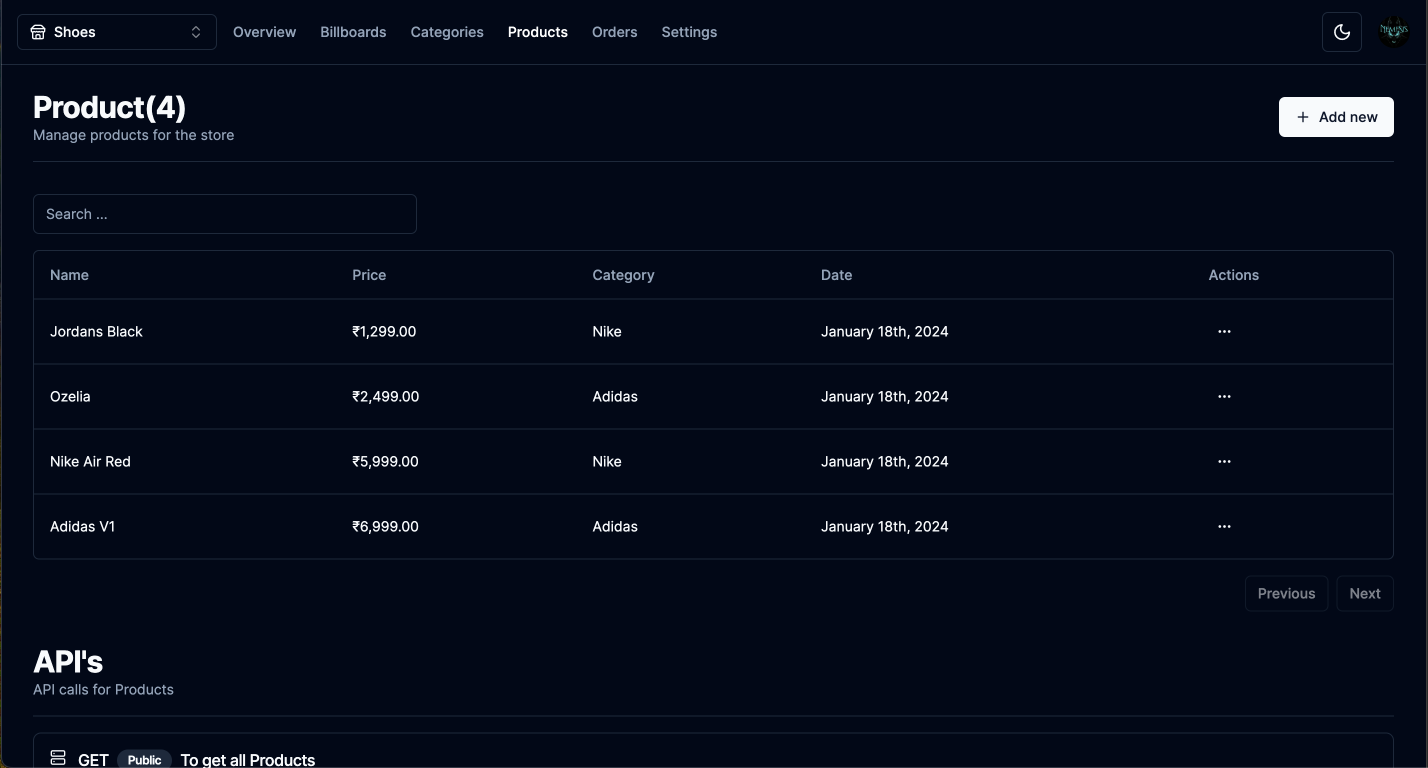 Shoes Overview Billboards Categories Products Orders Settings
NEMESIS
Product(4)
Manage products for the store
+ Add new
Search ...
Name Price Category Date Actions
Jordans Black ₹1,299.00 Nike January 18th, 2024 ...
Ozelia ₹2,499.00 Adidas January 18th, 2024 ...
Nike Air Red ₹5,999.00 Nike January 18th, 2024 ...
Adidas V1 ₹6,999.00 Adidas January 18th, 2024 ...
Previous Next
API's
API calls for Products
GET Public To get all Products